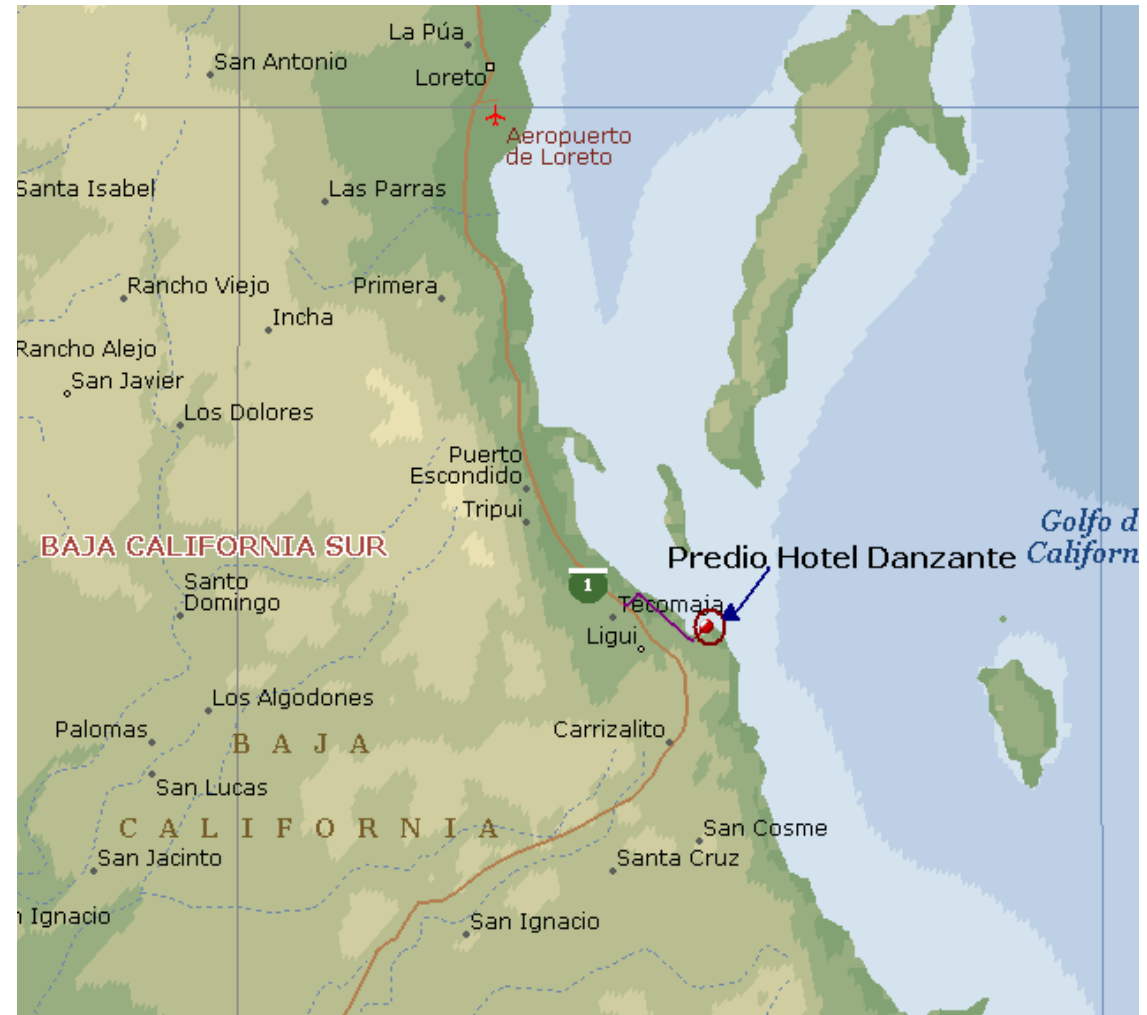 La Púa
San Antonio
Loreto
Aeropuerto
de Loreto
Santa Isabel
Las Parras
Rancho Viejo
Primera
Incha
Rancho Alejo
San Javier
Los Dolores
Puerto
Escondido
Tripui
Golfo d
Californ
BAJA CALIFORNIA SUR
Predio Hotel Danzante
Santo
Domingo
1
Tecomaja
Ligui
Los Algodones
Palomas
Carrizalito
BAJA
San Lucas
CALIFORNIA
San Cosme
San Jacinto
Santa Cruz
Ignacio
San Ignacio